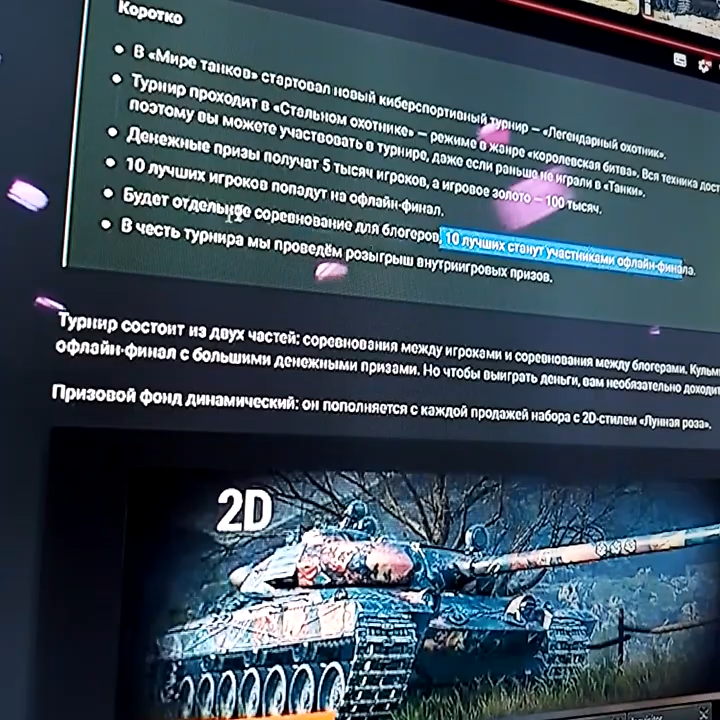 Коротко
В «Мире танков» стартовал новый киберспортивный турнир — «Легендарный охотник».
Турнир проходит в «Стальном охотнике» — режиме в жанре «королевская битва». Вся техника дост
поэтому вы можете участвовать в турнире, даже если раньше не играли в «Танки».
Денежные призы получат 5 тысяч игроков, а игровое золото — 100 тысяч.
10 лучших игроков попадут на офлайн-финал.
Будет отдельное соревнование для блогеров, 10 лучших станут участниками офлайн-финала.
В честь турнира мы проведём розыгрыш внутриигровых призов.
Турнир состоит из двух частей: соревнования между игроками и соревнования между блогерами. Кульм
офлайн-финал с большими денежными призами. Но чтобы выиграть деньги, вам необязательно доходит
Призовой фонд динамический: он пополняется с каждой продажей набора с 2D-стилем «Лунная роза».
2D